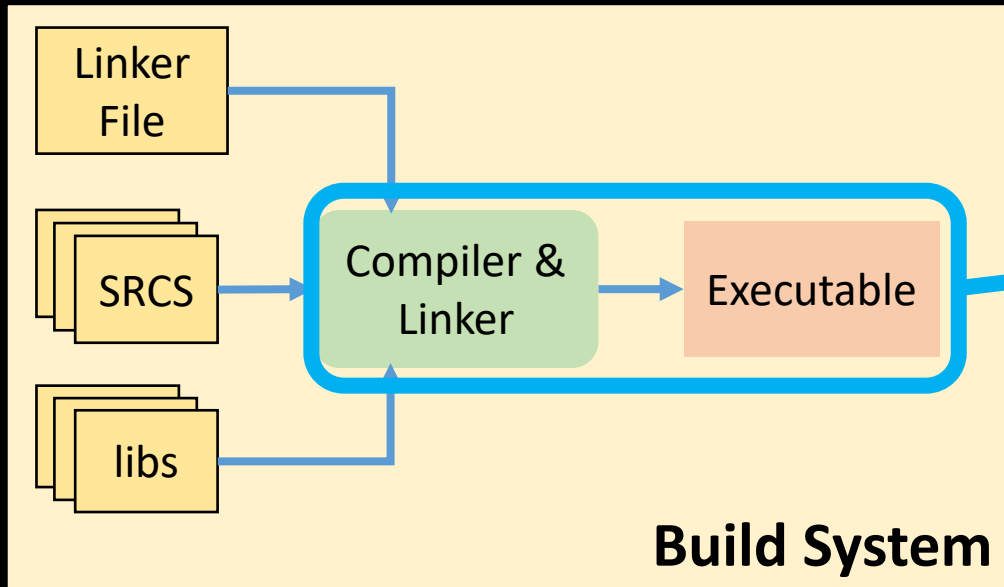 Linker
File
SRCS
Compiler &
Linker
Executable
libs
Build System